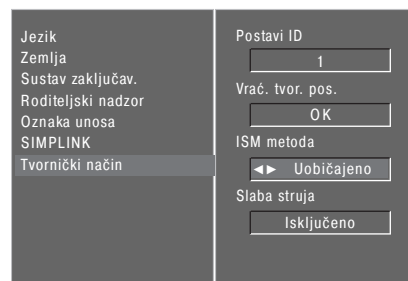 Jezik
Zemlja
Sustav zaključav.
Roditeljski nadzor
Oznaka unosa
SIMPLINK
Tvornički način
Postavi ID
1
Vrać. tvor. pos.
OK
ISM metoda
◄► Uobičajeno
Slaba struja
Isključeno